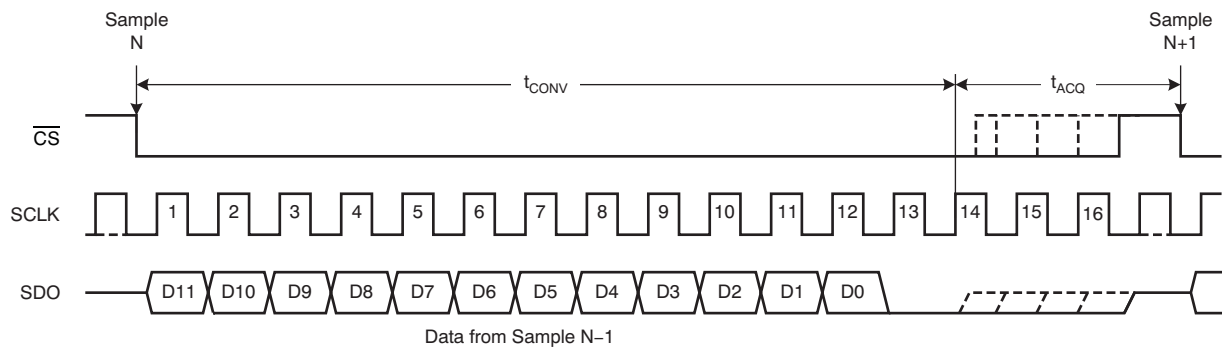 Sample
N
Sample
N+1
tCONV
tACQ
CS
SCLK
1 2 3 4 5 6 7 8 9 10 11 12 13 14 15 16
SDO
D11 D10 D9 D8 D7 D6 D5 D4 D3 D2 D1 D0
Data from Sample N−1